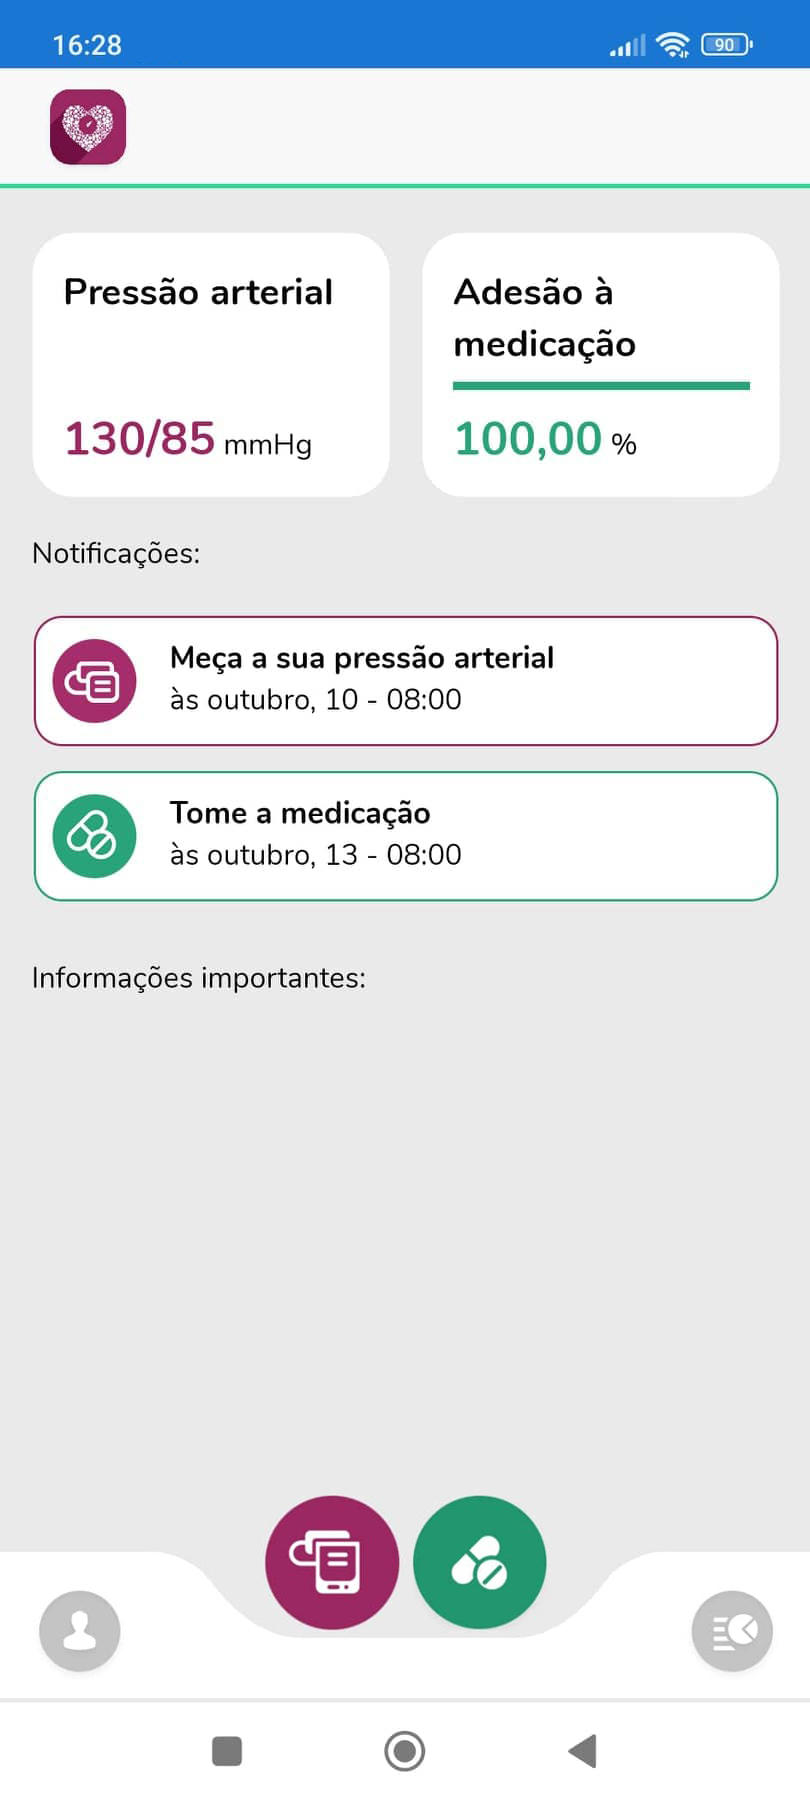 16:28
90
Pressão arterial
130/85 mmHg
Adesão à
medicação
100,00 %
Notificações:
Meça a sua pressão arterial
às outubro, 10 - 08:00
Tome a medicação
às outubro, 13 - 08:00
Informações importantes: